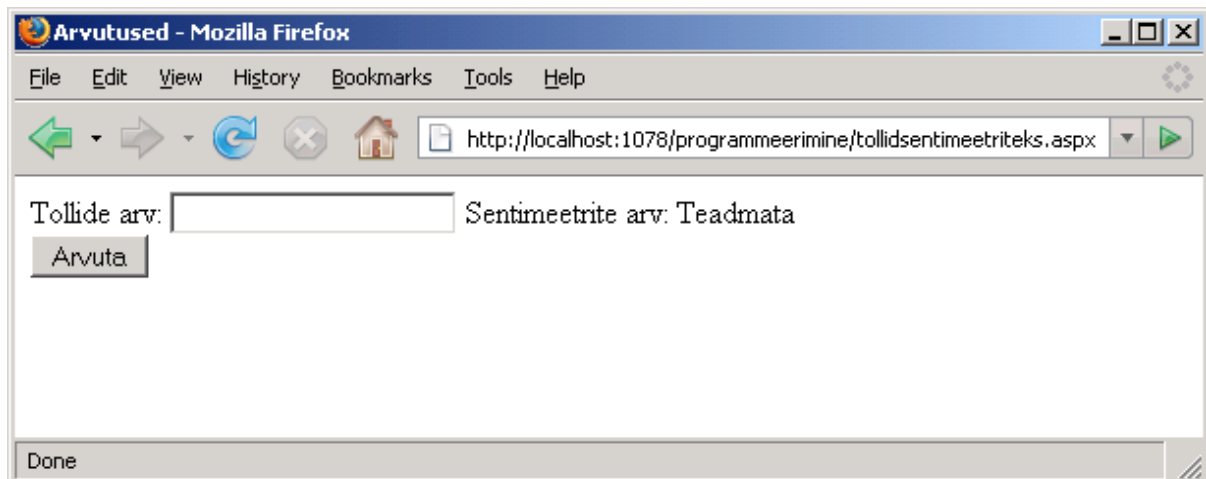 Arvutused - Mozilla Firefox
File Edit View History Bookmarks Tools Help
http://localhost:1078/programmeerimine/tollidsentimeetriteks.aspx
Tollide arv: Sentimeetrite arv: Teadmata
Arvuta
Done